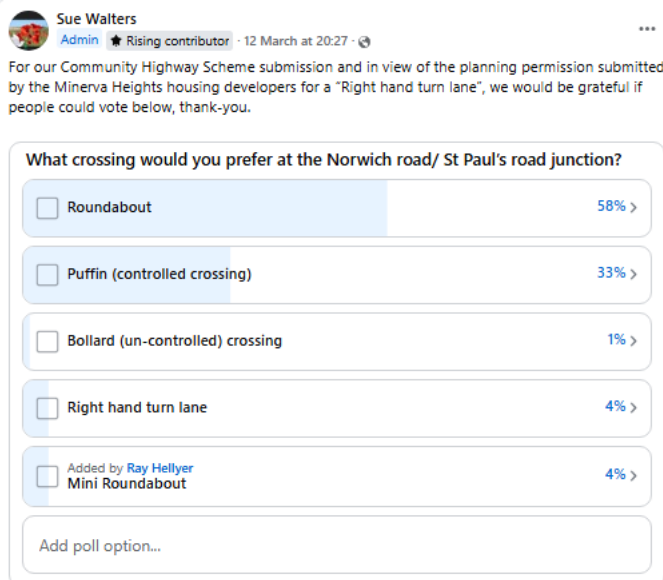 Sue Walters
Admin Rising contributor · 12 March at 20:27 ·
For our Community Highway Scheme submission and in view of the planning permission submitted
by the Minerva Heights housing developers for a “Right hand turn lane”, we would be grateful if
people could vote below, thank-you.
What crossing would you prefer at the Norwich road/ St Paul’s road junction?
Roundabout 58%
Puffin (controlled crossing) 33%
Bollard (un-controlled) crossing 1%
Right hand turn lane 4%
Added by Ray Hellyer
Mini Roundabout 4%
Add poll option...